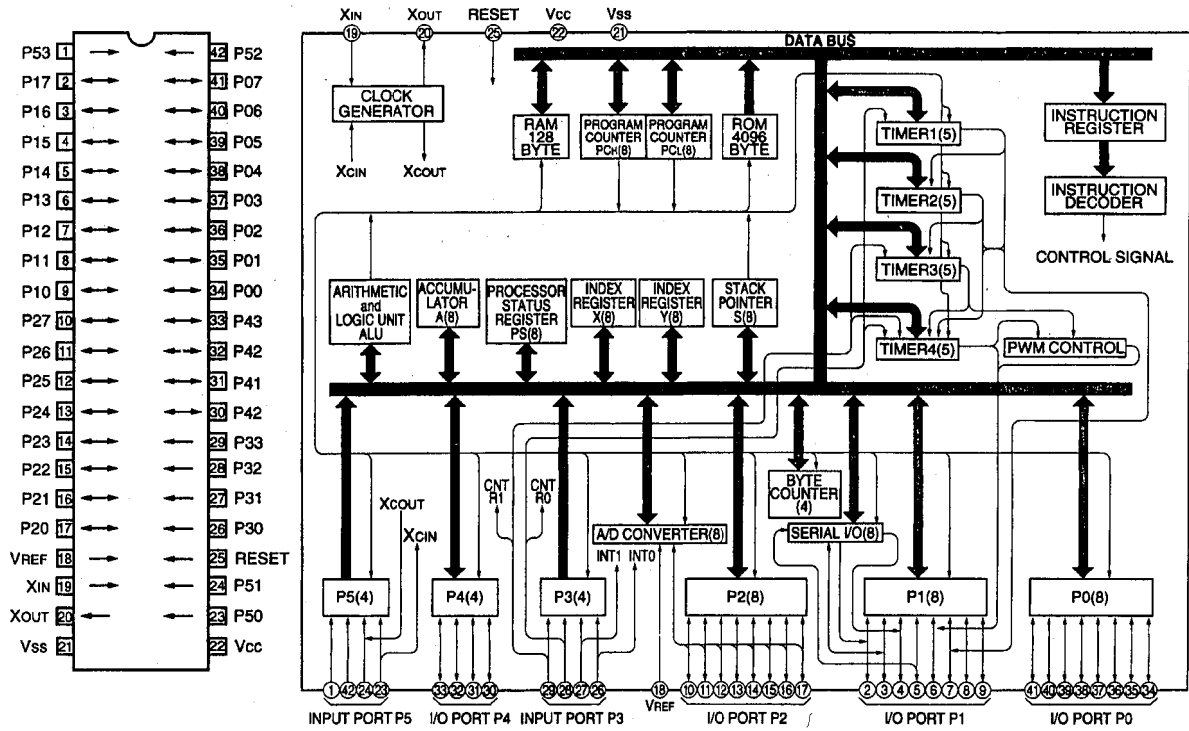 P53 1 42 P52
P17 2 41 P07
P16 3 40 P06
P15 4 39 P05
P14 5 38 P04
P13 6 37 P03
P12 7 36 P02
P11 8 35 P01
P10 9 34 P00
P27 10 33 P43
P26 11 32 P42
P25 12 31 P41
P24 13 30 P42
P23 14 29 P33
P22 15 28 P32
P21 16 27 P31
P20 17 26 P30
VREF 18 25 RESET
XIN 19 24 P51
XOUT 20 23 P50
Vss 21 22 Vcc
XIN XOUT RESET Vcc Vss
19 20 25 22 21
DATA BUS
CLOCK
GENERATOR
XCIN XCOUT
RAM
128
BYTE
PROGRAM
COUNTER
PCH(8)
PROGRAM
COUNTER
PCL(8)
ROM
4096
BYTE
TIMER1(5)
TIMER2(5)
TIMER3(5)
TIMER4(5)
PWM CONTROL
INSTRUCTION
REGISTER
INSTRUCTION
DECODER
CONTROL SIGNAL
ARITHMETIC
and
LOGIC UNIT
ALU
ACCUMU-
LATOR
A(8)
PROCESSOR
STATUS
REGISTER
PS(8)
INDEX
REGISTER
X(8)
INDEX
REGISTER
Y(8)
STACK
POINTER
S(8)
XCOUT
XCIN
CNT
R1
CNT
R0
A/D CONVERTER(8)
INT1 INT0
BYTE
COUNTER
(4)
SERIAL I/O(8)
P5(4) P4(4) P3(4) P2(8) P1(8) P0(8)
1 42 24 23
33 32 31 30
29 28 27 26
18
VREF
10 11 12 13 14 15 16 17
2 3 4 5 6 7 8 9
41 40 39 38 37 36 35 34
INPUT PORT P5 I/O PORT P4 INPUT PORT P3 I/O PORT P2 I/O PORT P1 I/O PORT P0